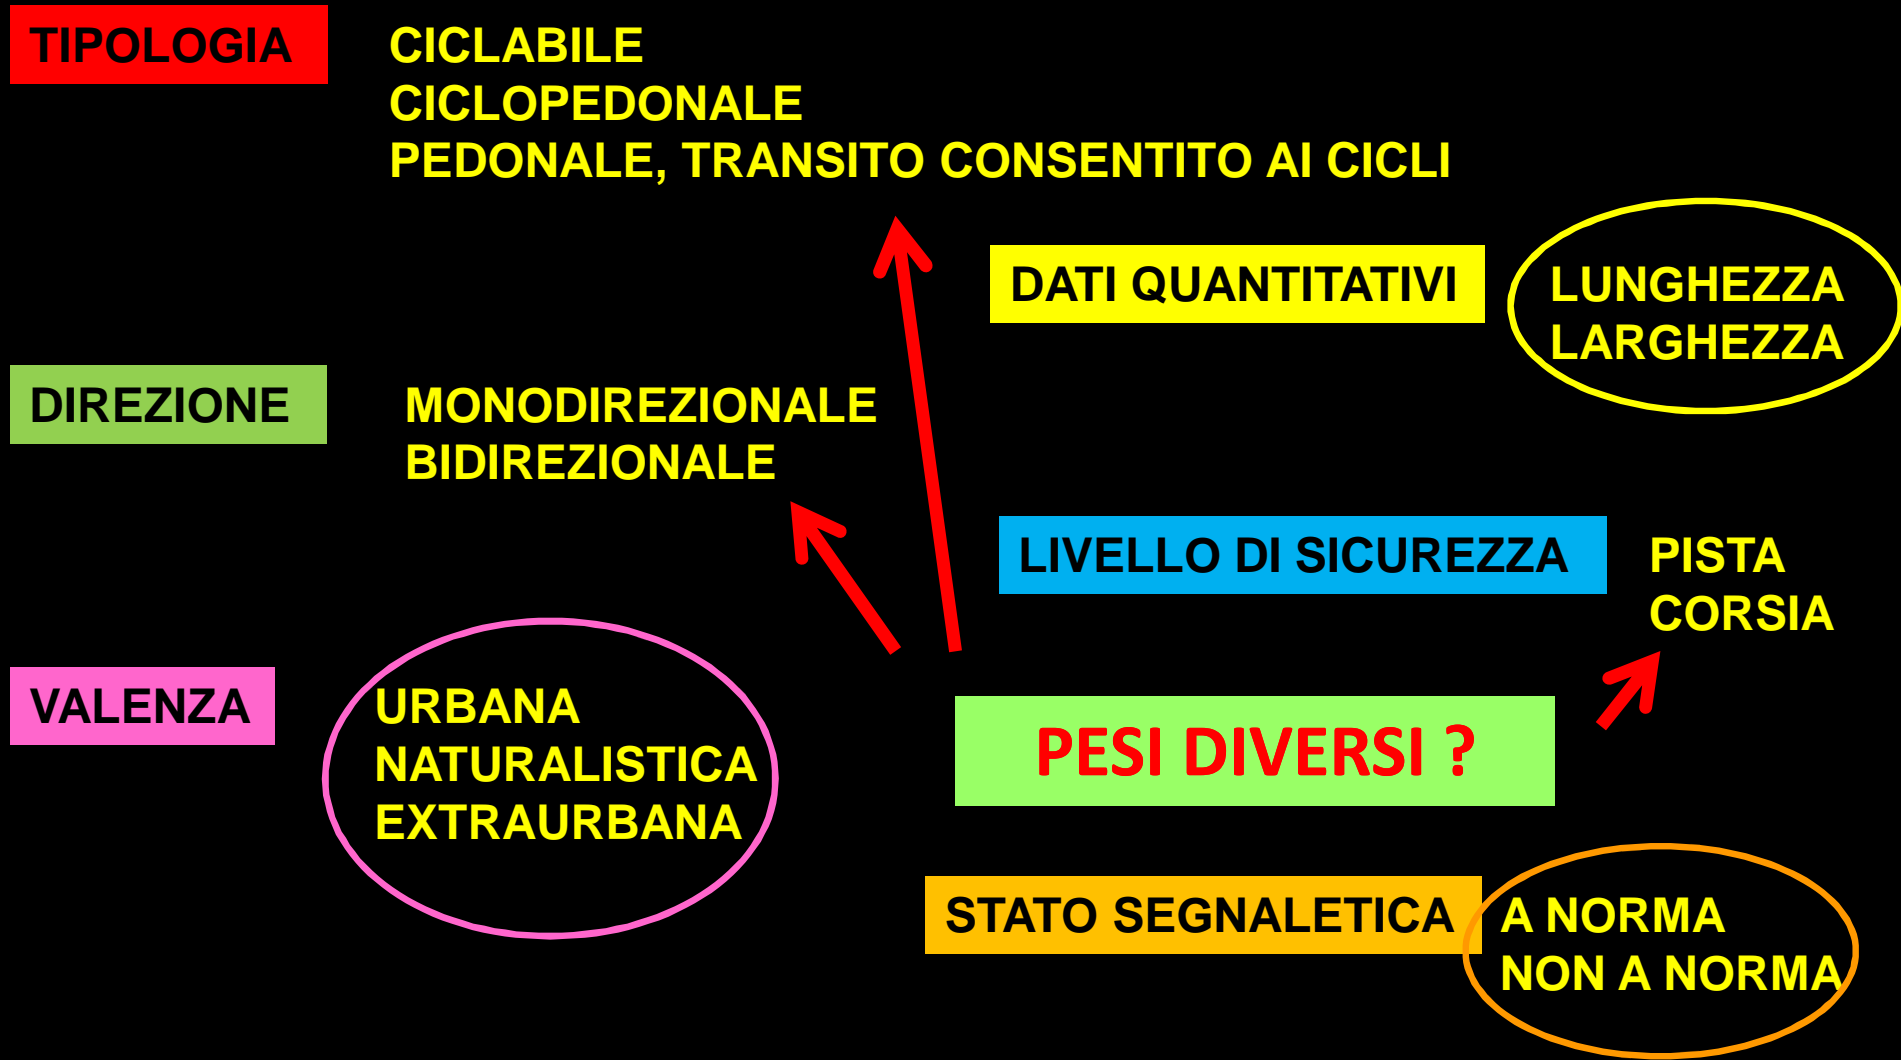 TIPOLOGIA
CICLABILE
CICLOPEDONALE
PEDONALE, TRANSITO CONSENTITO AI CICLI
DATI QUANTITATIVI
LUNGHEZZA
LARGHEZZA
DIREZIONE
MONODIREZIONALE
BIDIREZIONALE
LIVELLO DI SICUREZZA
PISTA
CORSIA
VALENZA
URBANA
NATURALISTICA
EXTRAURBANA
PESI DIVERSI ?
STATO SEGNALETICA
A NORMA
NON A NORMA